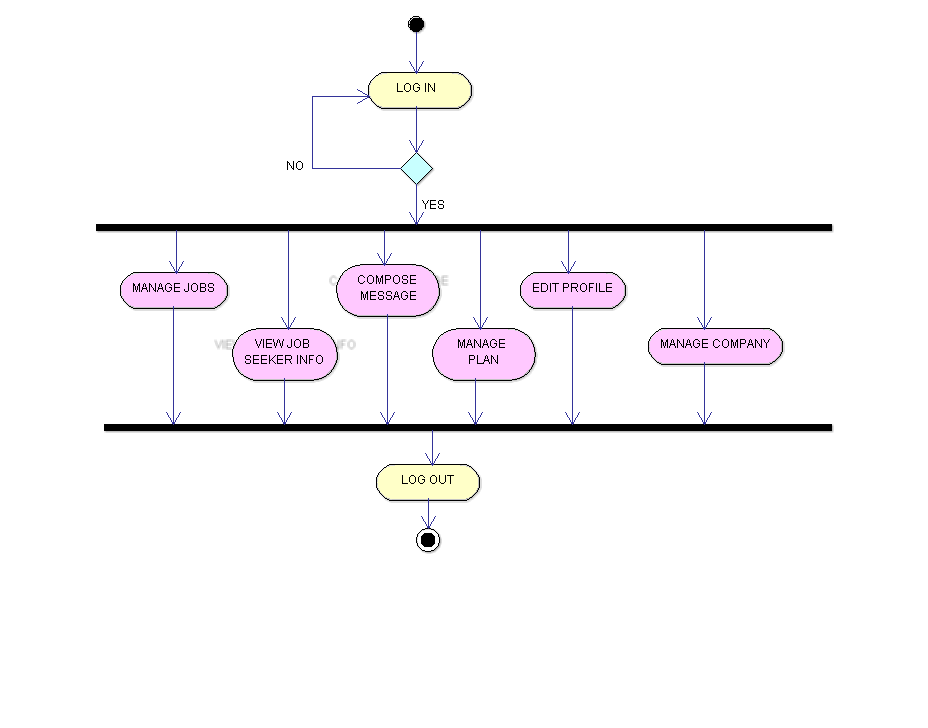 LOG IN
NO
YES
MANAGE JOBS
VIEW JOB
SEEKER INFO
COMPOSE
MESSAGE
MANAGE
PLAN
EDIT PROFILE
MANAGE COMPANY
LOG OUT